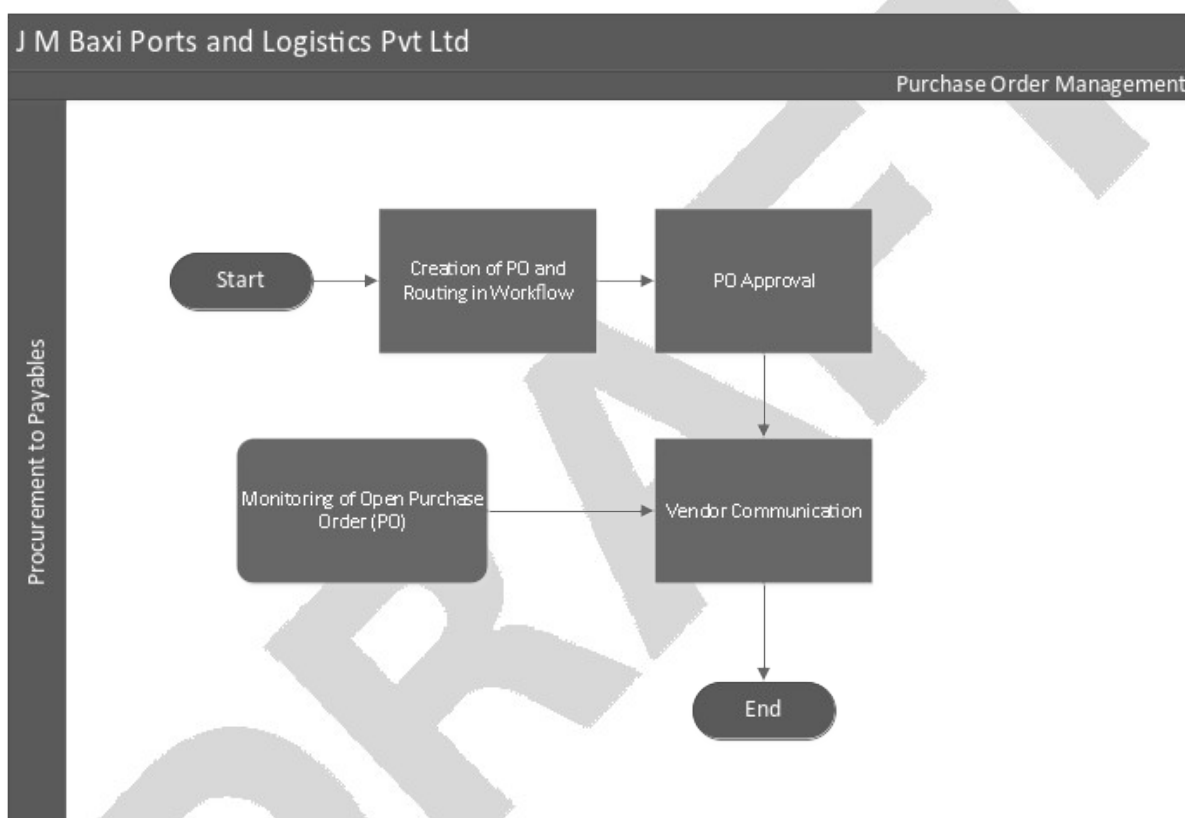 J M Baxi Ports and Logistics Pvt Ltd
Purchase Order Management
Procurement to Payables
Start
Creation of PO and
Routing in Workflow
PO Approval
Monitoring of Open Purchase
Order (PO)
Vendor Communication
End
DRAFT